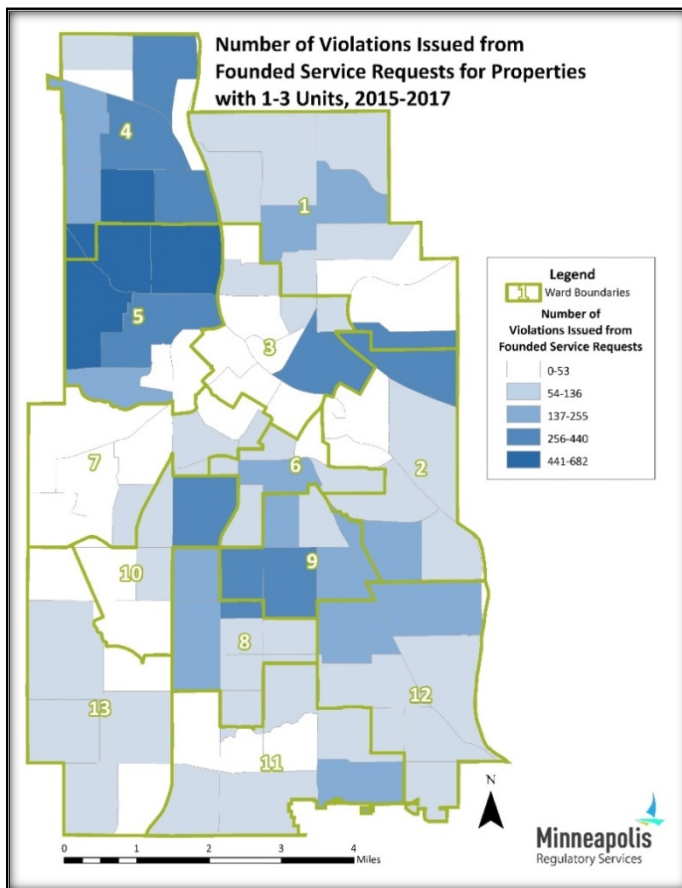 Number of Violations Issued from
Founded Service Requests for Properties
with 1-3 Units, 2015-2017
4
1
5
3
7
6
2
10
9
8
13
12
11
Legend
1 Ward Boundaries
Number of
Violations Issued from
Founded Service Requests
0-53
54-136
137-255
256-440
441-682
N
0 1 2 3 4
Miles
Minneapolis
Regulatory Services